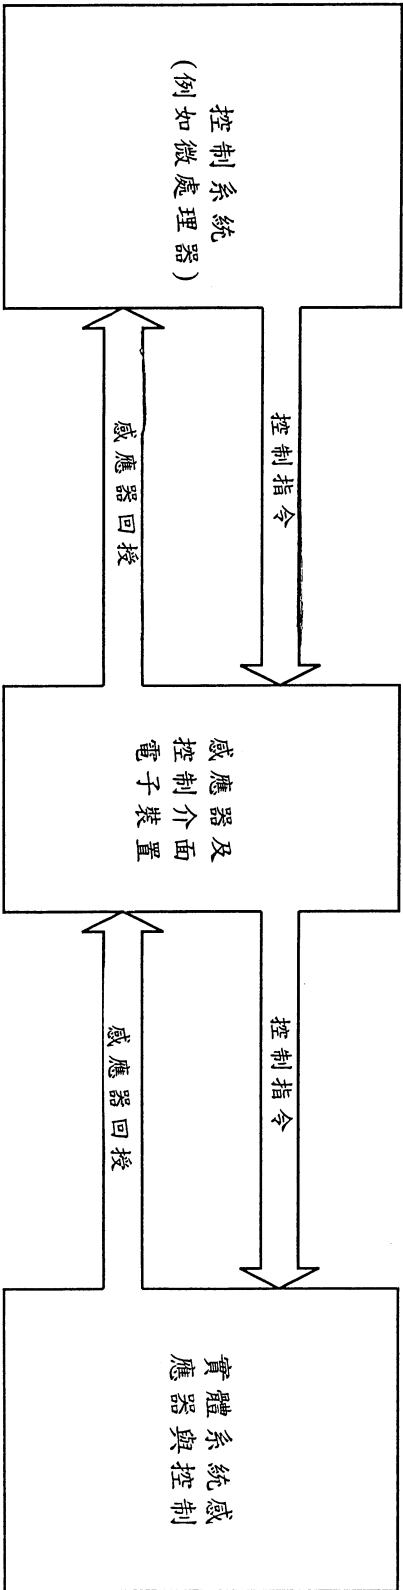 控制系統
(例如微處理器)
控制指令
感應器回授
感應器及
控制介面
電子裝置
控制指令
感應器回授
實體系統感
應器與控制